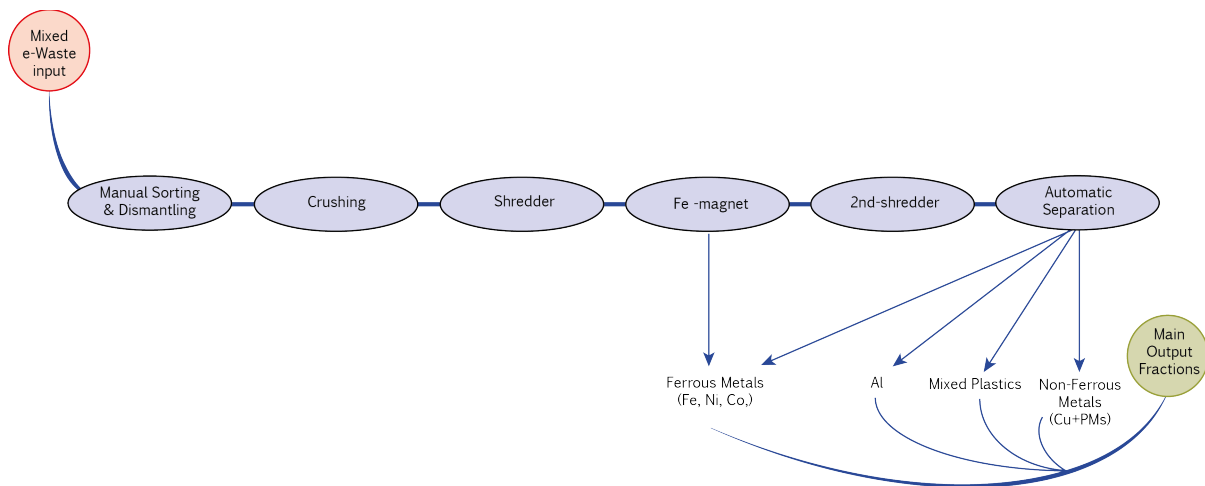 Mixed
e-Waste
input
Manual Sorting
& Dismantling
Crushing
Shredder
Fe -magnet
2nd-shredder
Automatic
Separation
Main
Output
Fractions
Ferrous Metals
(Fe, Ni, Co,)
Al
Mixed Plastics
Non-Ferrous
Metals
(Cu+PMs)